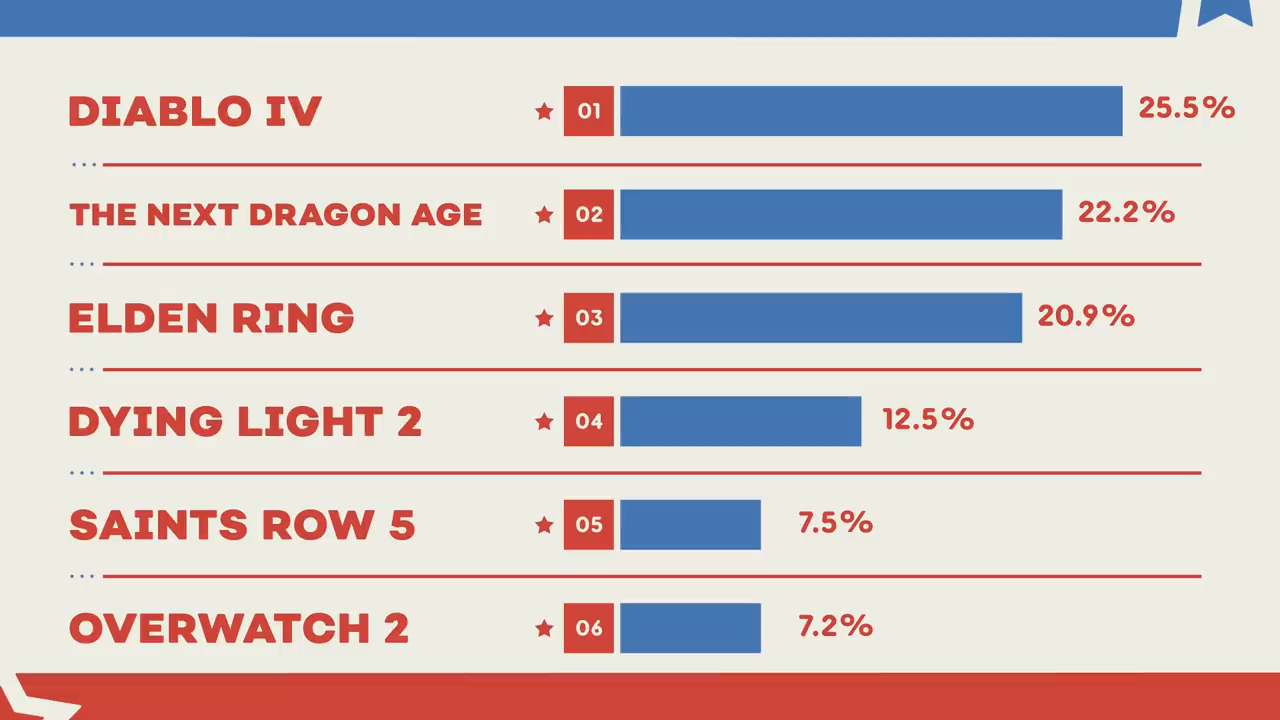 DIABLO IV 01 25.5%
THE NEXT DRAGON AGE 02 22.2%
ELDEN RING 03 20.9%
DYING LIGHT 2 04 12.5%
SAINTS ROW 5 05 7.5%
OVERWATCH 2 06 7.2%